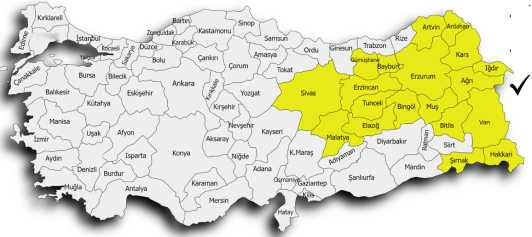 Kırklareli
Edirne
İstanbul
Kocaeli
Yalova
Sakarya
Düzce
Zonguldak
Bartın
Karabük
Kastamonu
Sinop
Samsun
Ordu
Giresun
Trabzon
Rize
Artvin
Ardahan
Çanakkale
Bolu
Çankırı
Çorum
Amasya
Tokat
Gümüşhane
Bayburt
Erzurum
Kars
Iğdır
Ağrı
Balıkesir
Bursa
Bilecik
Eskişehir
Ankara
Kırıkkale
Yozgat
Sivas
Erzincan
Tunceli
Bingöl
Muş
Kütahya
Kırşehir
Manisa
Uşak
Afyon
Nevşehir
Kayseri
Malatya
Elazığ
Bitlis
Van
İzmir
Aydın
Denizli
Isparta
Burdur
Konya
Aksaray
Niğde
K.Maraş
Adıyaman
Diyarbakır
Batman
Siirt
Şırnak
Hakkari
Muğla
Antalya
Karaman
Mersin
Adana
Osmaniye
Gaziantep
Kilis
Şanlıurfa
Mardin
Hatay